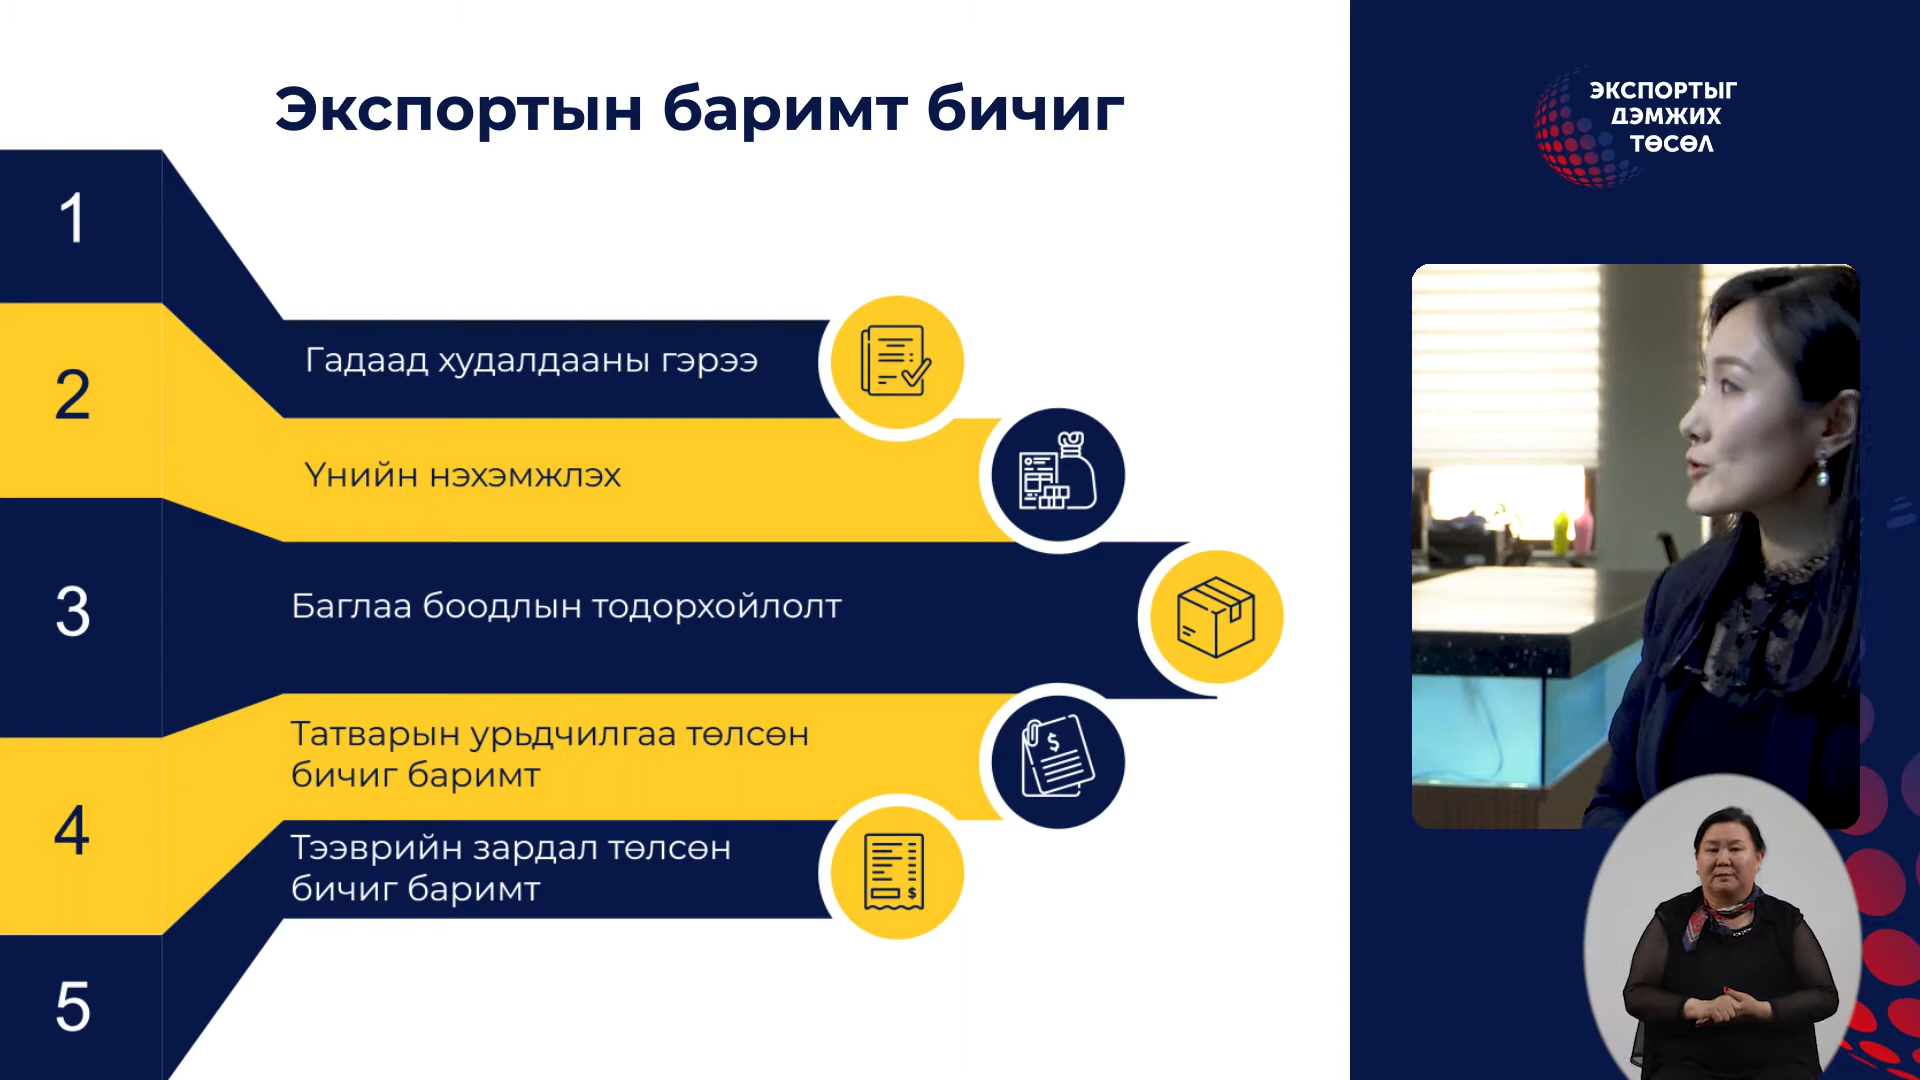 Экспортын баримт бичиг
ЭКСПОРТЫГ
ДЭМЖИХ
ТӨСӨЛ
1
Гадаад худалдааны гэрээ
2
Үнийн нэхэмжлэх
3
Баглаа боодлын тодорхойлолт
4
Татварын урьдчилгаа төлсөн
бичиг баримт
5
Тээврийн зардал төлсөн
бичиг баримт